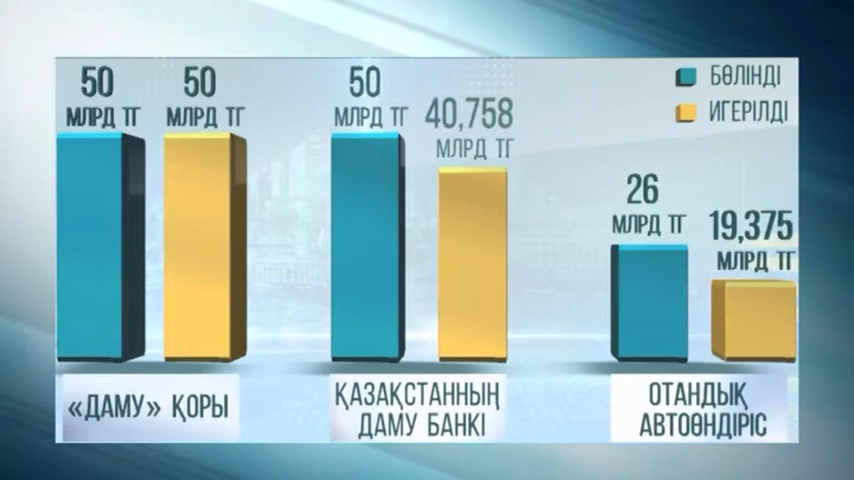 50
МЛРД ТГ
50
МЛРД ТГ
50
МЛРД ТГ
40,758
МЛРД ТГ
БӨЛІНДІ
ИГЕРІЛДІ
26
МЛРД ТГ
19,375
МЛРД ТГ
«ДАМУ» ҚОРЫ
ҚАЗАҚСТАННЫҢ
ДАМУ БАНКІ
ОТАНДЫҚ
АВТОӨНДІРІС